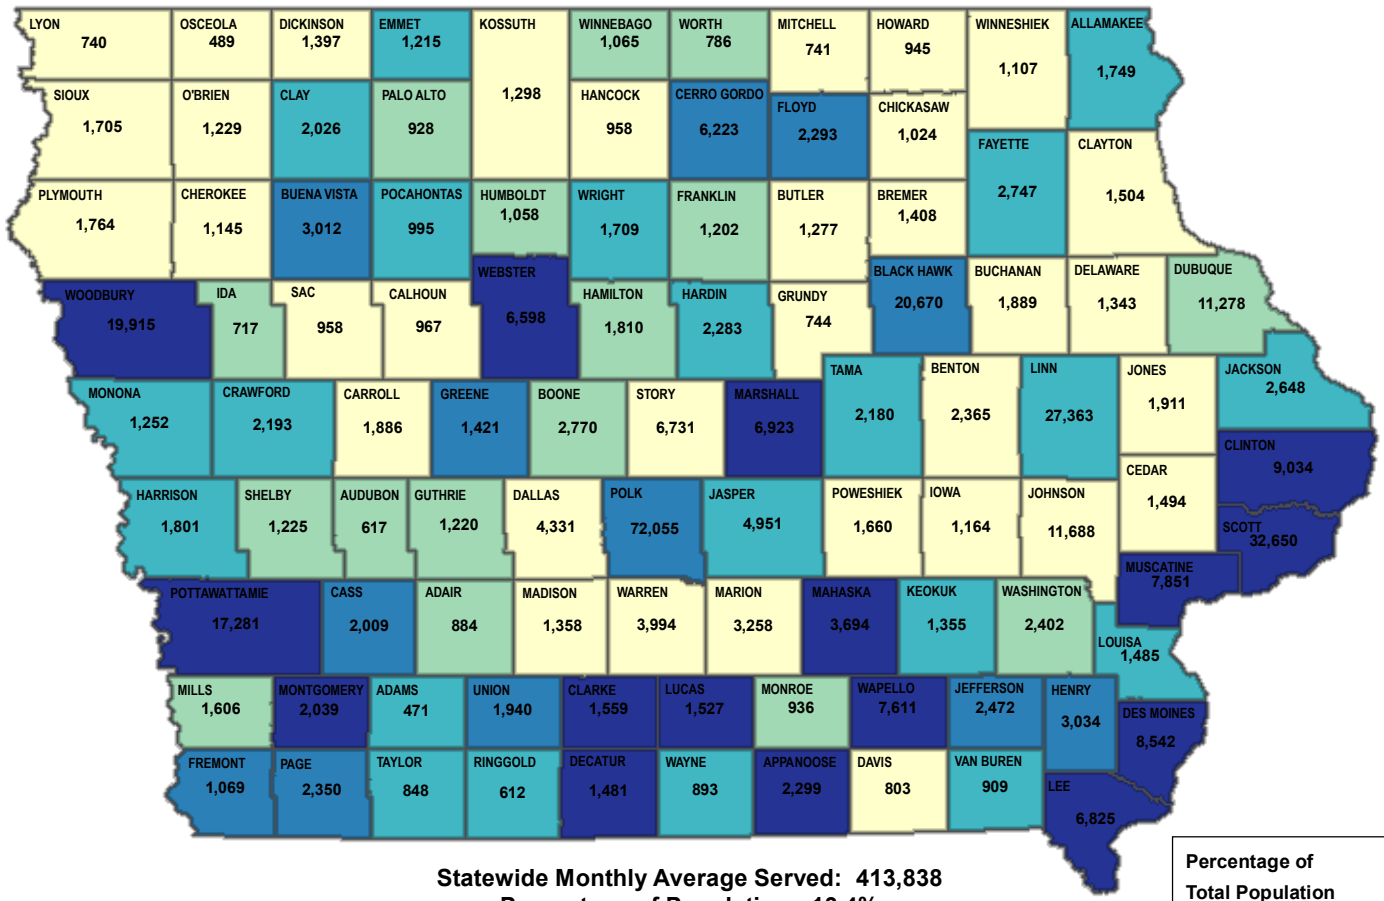 LYON
740
OSCEOLA
489
DICKINSON
1,397
EMMET
1,215
KOSSUTH
1,298
WINNEBAGO
1,065
WORTH
786
MITCHELL
741
HOWARD
945
WINNESHIEK
1,107
ALLAMAKEE
1,749
SIOUX
1,705
O'BRIEN
1,229
CLAY
2,026
PALO ALTO
928
HANCOCK
958
CERRO GORDO
6,223
FLOYD
2,293
CHICKASAW
1,024
FAYETTE
2,747
CLAYTON
1,504
PLYMOUTH
1,764
CHEROKEE
1,145
BUENA VISTA
3,012
POCAHONTAS
995
HUMBOLDT
1,058
WRIGHT
1,709
FRANKLIN
1,202
BUTLER
1,277
BREMER
1,408
WOODBURY
19,915
IDA
717
SAC
958
CALHOUN
967
WEBSTER
6,598
HAMILTON
1,810
HARDIN
2,283
GRUNDY
744
BLACK HAWK
20,670
BUCHANAN
1,889
DELAWARE
1,343
DUBUQUE
11,278
MONONA
1,252
CRAWFORD
2,193
CARROLL
1,886
GREENE
1,421
BOONE
2,770
STORY
6,731
MARSHALL
6,923
TAMA
2,180
BENTON
2,365
LINN
27,363
JONES
1,911
JACKSON
2,648
CLINTON
9,034
CEDAR
1,494
HARRISON
1,801
SHELBY
1,225
AUDUBON
617
GUTHRIE
1,220
DALLAS
4,331
POLK
72,055
JASPER
4,951
POWESHIEK
1,660
IOWA
1,164
JOHNSON
11,688
SCOTT
32,650
MUSCATINE
7,851
POTTAWATTAMIE
17,281
CASS
2,009
ADAIR
884
MADISON
1,358
WARREN
3,994
MARION
3,258
MAHASKA
3,694
KEOKUK
1,355
WASHINGTON
2,402
LOUISA
1,485
MILLS
1,606
MONTGOMERY
2,039
ADAMS
471
UNION
1,940
CLARKE
1,559
LUCAS
1,527
MONROE
936
WAPELLO
7,611
JEFFERSON
2,472
HENRY
3,034
DES MOINES
8,542
FREMONT
1,069
PAGE
2,350
TAYLOR
848
RINGGOLD
612
DECATUR
1,481
WAYNE
893
APPANOOSE
2,299
DAVIS
803
VAN BUREN
909
LEE
6,825
Statewide Monthly Average Served: 413,838
Percentage of
Total Population